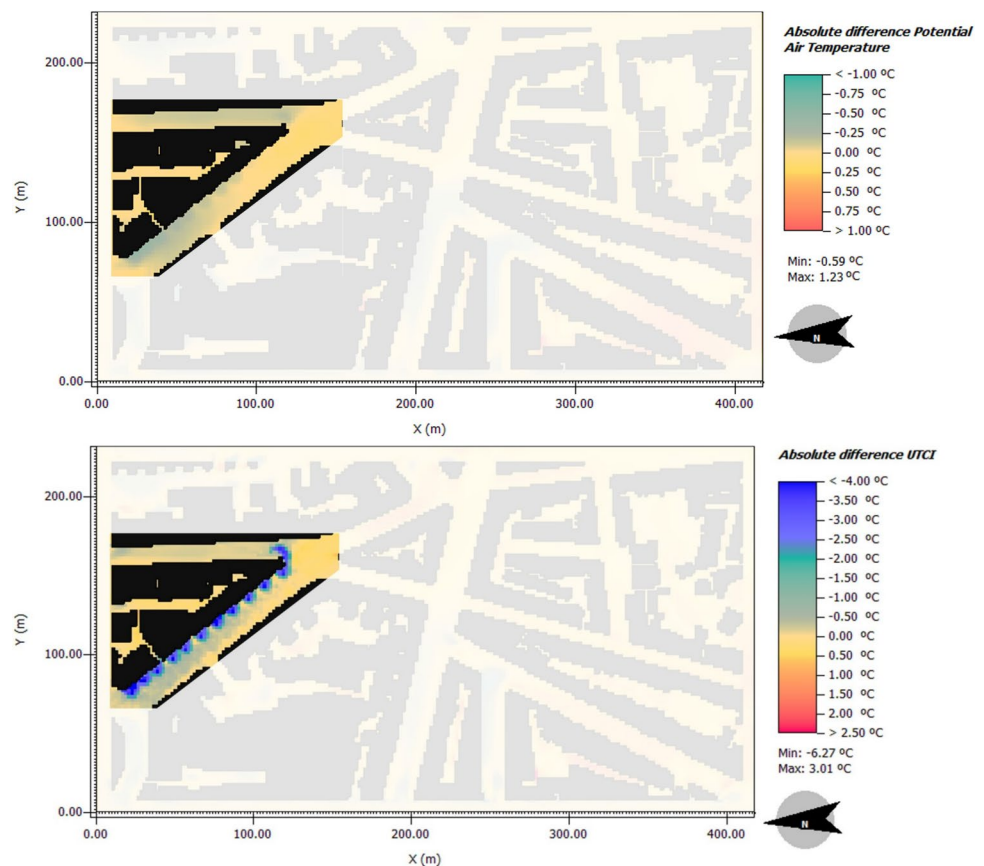 Absolute difference Potential
Air Temperature
< -1.00 ºC
-0.75 ºC
-0.50 ºC
-0.25 ºC
0.00 ºC
0.25 ºC
0.50 ºC
0.75 ºC
> 1.00 ºC
Min: -0.59 ºC
Max: 1.23 ºC
N
Y (m)
200.00
100.00
0.00
0.00 100.00 200.00 300.00 400.00
X (m)
Absolute difference UTCI
< -4.00 ºC
-3.50 ºC
-3.00 ºC
-2.50 ºC
-2.00 ºC
-1.50 ºC
-1.00 ºC
-0.50 ºC
0.00 ºC
0.50 ºC
1.00 ºC
1.50 ºC
2.00 ºC
> 2.50 ºC
Min: -6.27 ºC
Max: 3.01 ºC
N
Y (m)
200.00
100.00
0.00
0.00 100.00 200.00 300.00 400.00
X (m)